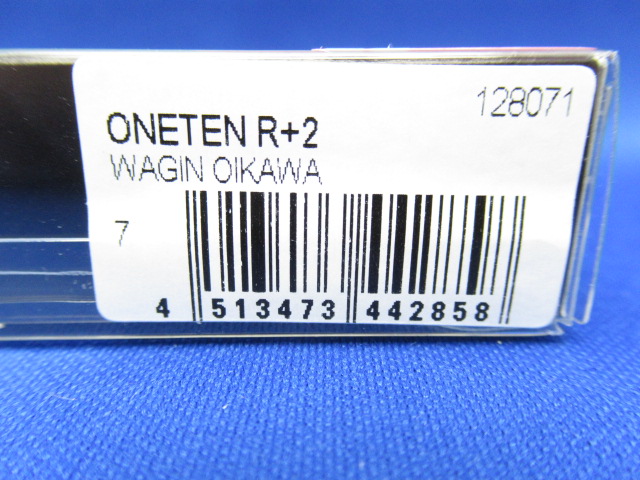 128071
ONETEN R+2
WAGIN OIKAWA
7
4 513473 442858